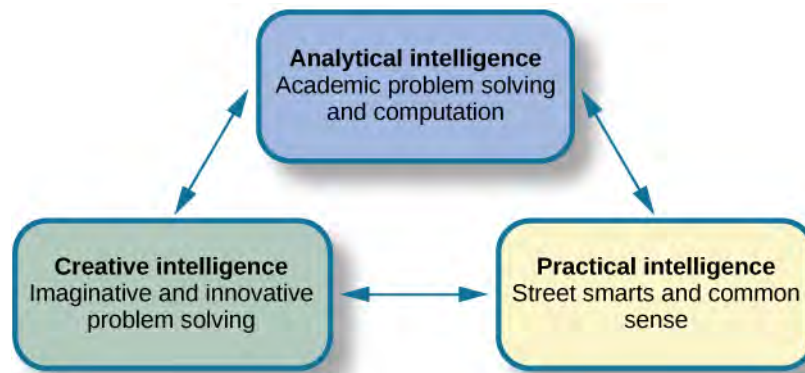 Analytical intelligence
Academic problem solving
and computation
Creative intelligence
Imaginative and innovative
problem solving
Practical intelligence
Street smarts and common
sense